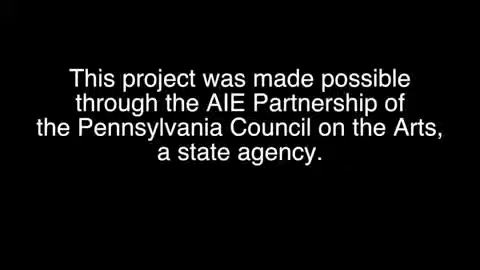 This project was made possible
through the AIE Partnership of
the Pennsylvania Council on the Arts,
a state agency.